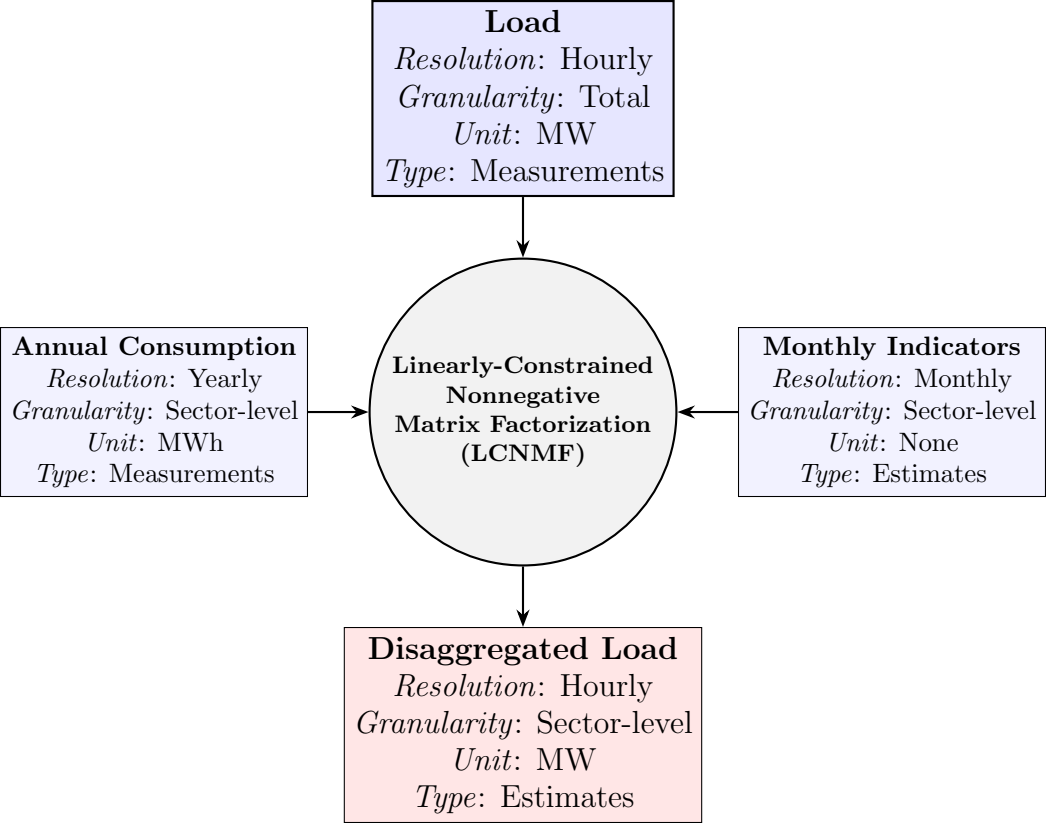 Load
Resolution: Hourly
Granularity: Total
Unit: MW
Type: Measurements
Annual Consumption
Resolution: Yearly
Granularity: Sector-level
Unit: MWh
Type: Measurements
Linearly-Constrained
Nonnegative
Matrix Factorization
(LCNMF)
Monthly Indicators
Resolution: Monthly
Granularity: Sector-level
Unit: None
Type: Estimates
Disaggregated Load
Resolution: Hourly
Granularity: Sector-level
Unit: MW
Type: Estimates